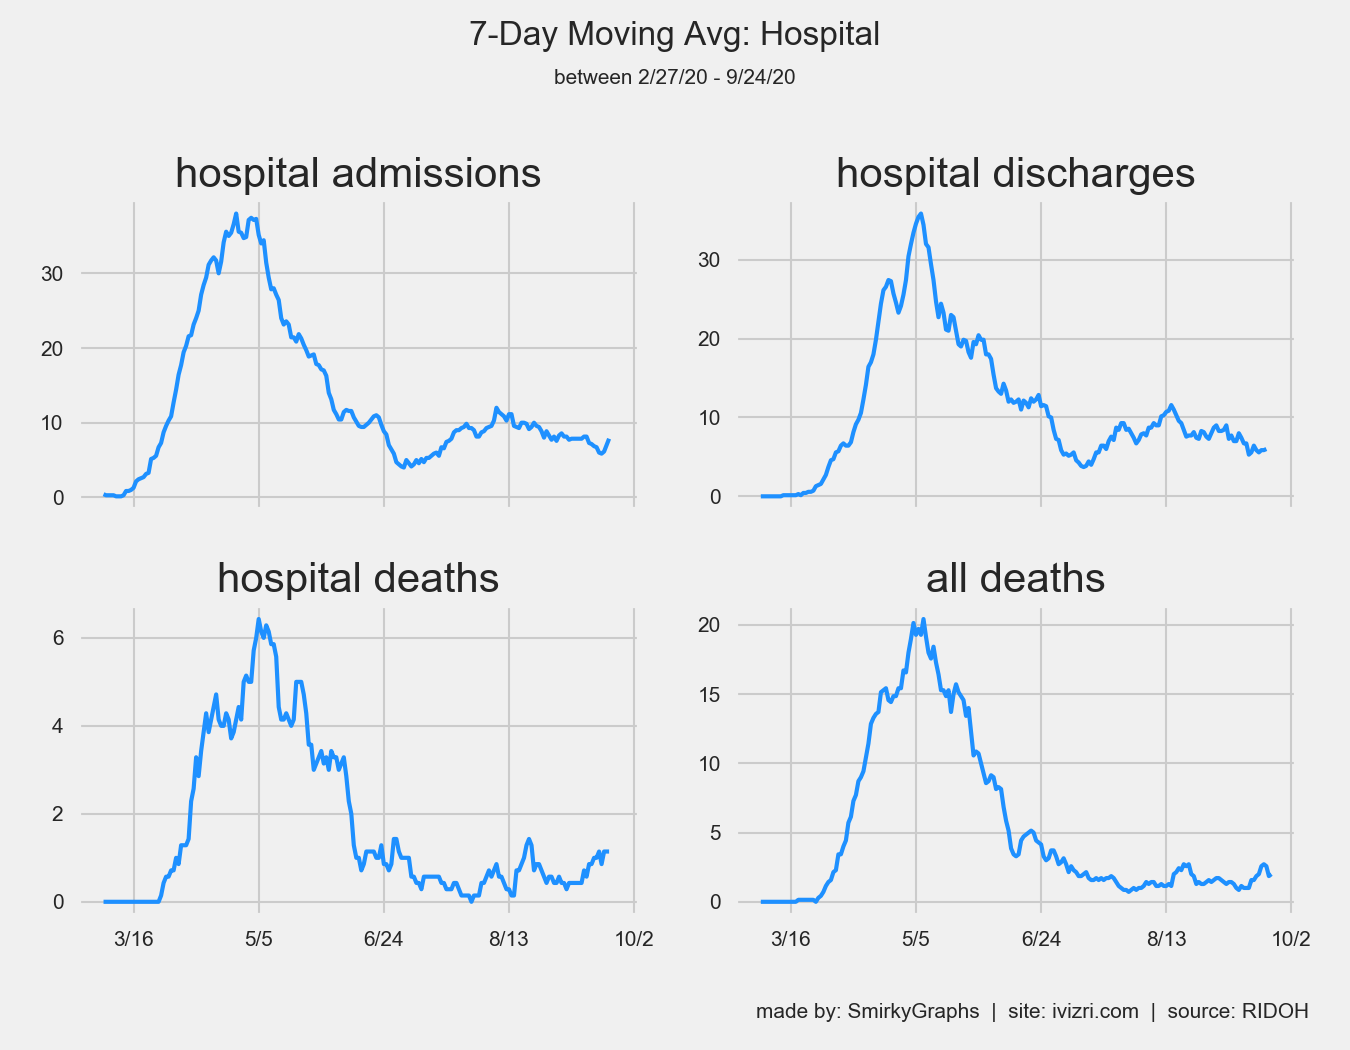 7-Day Moving Avg: Hospital
between 2/27/20 - 9/24/20
hospital admissions
30
20
10
0
hospital discharges
30
20
10
0
hospital deaths
6
4
2
0
3/16 5/5 6/24 8/13 10/2
all deaths
20
15
10
5
0
3/16 5/5 6/24 8/13 10/2
made by: SmirkyGraphs | site: ivizri.com | source: RIDOH